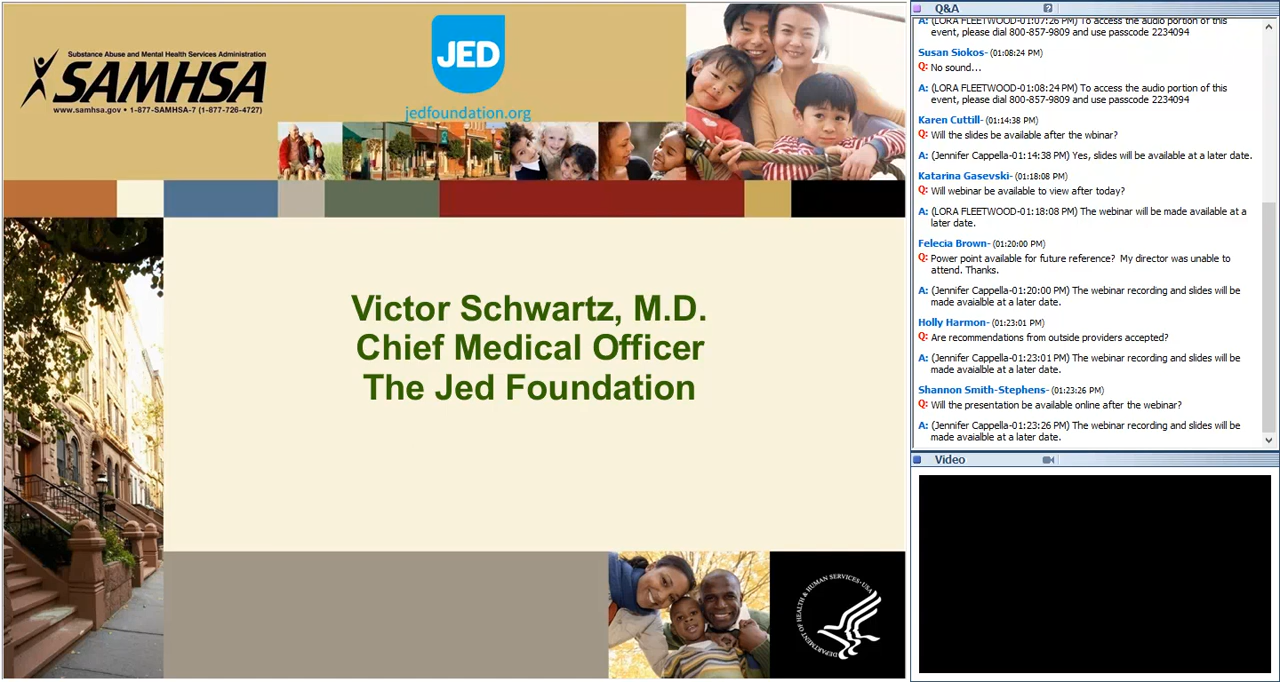 Substance Abuse and Mental Health Services Administration
SAMHSA
www.samhsa.gov • 1-877-SAMHSA-7 (1-877-726-4727)
JED
jedfoundation.org
Victor Schwartz, M.D.
Chief Medical Officer
The Jed Foundation
DEPARTMENT OF HEALTH & HUMAN SERVICES • USA
Q&A
?
A: (LORA FLEETWOOD-01:07:26 PM) To access the audio portion of this
event, please dial 800-857-9809 and use passcode 2234094
Susan Siokos- (01:08:24 PM)
Q: No sound...
A: (LORA FLEETWOOD-01:08:24 PM) To access the audio portion of this
event, please dial 800-857-9809 and use passcode 2234094
Karen Cuttill- (01:14:38 PM)
Q: Will the slides be available after the wbinar?
A: (Jennifer Cappella-01:14:38 PM) Yes, slides will be available at a later date.
Katarina Gasevski- (01:18:08 PM)
Q: Will webinar be available to view after today?
A: (LORA FLEETWOOD-01:18:08 PM) The webinar will be made available at a
later date.
Felecia Brown- (01:20:00 PM)
Q: Power point available for future reference? My director was unable to
attend. Thanks.
A: (Jennifer Cappella-01:20:00 PM) The webinar recording and slides will be
made avaialble at a later date.
Holly Harmon- (01:23:01 PM)
Q: Are recommendations from outside providers accepted?
A: (Jennifer Cappella-01:23:01 PM) The webinar recording and slides will be
made avaialble at a later date.
Shannon Smith-Stephens- (01:23:26 PM)
Q: Will the presentation be available online after the webinar?
A: (Jennifer Cappella-01:23:26 PM) The webinar recording and slides will be
made avaialble at a later date.
Video